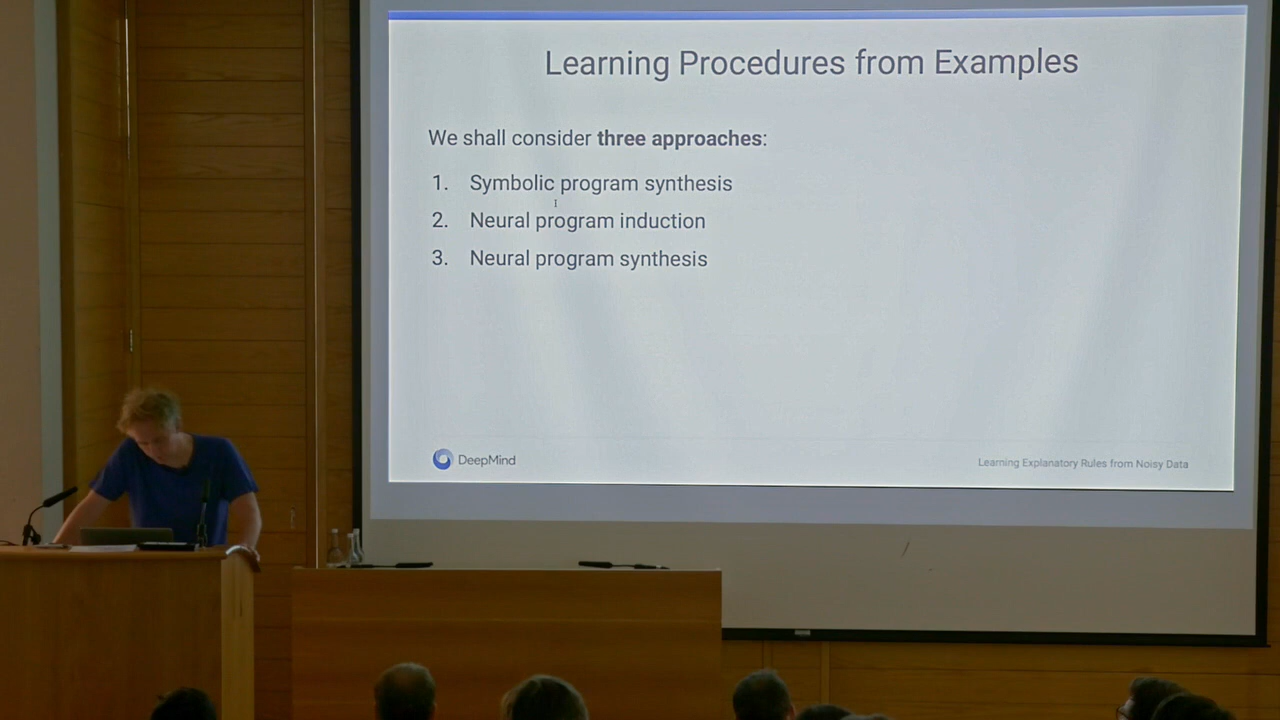 Learning Procedures from Examples
We shall consider three approaches:
1. Symbolic program synthesis
2. Neural program induction
3. Neural program synthesis
DeepMind
Learning Explanatory Rules from Noisy Data